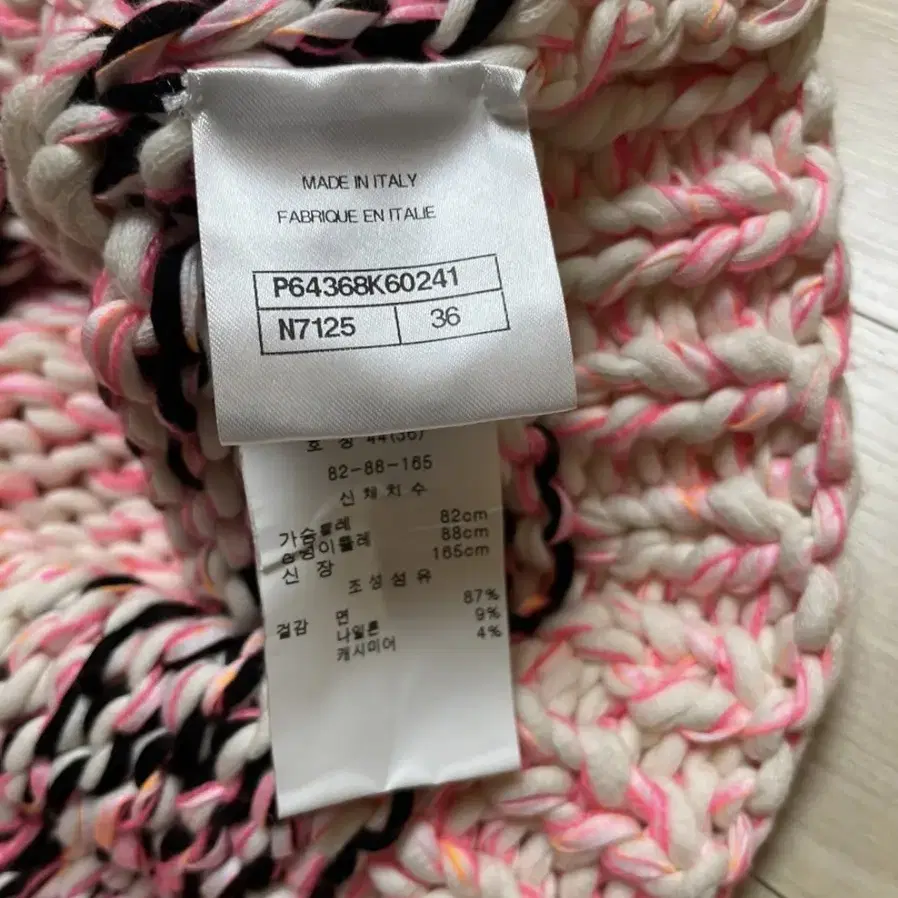 MADE IN ITALY
FABRIQUE EN ITALIE
P64368K60241
N7125 36
호 칭 44(36)
82-88-165
신 체 치 수
가슴둘레 82cm
엉덩이둘레 88cm
신 장 165cm
조 성 섬 유
겉감 면 87%
나일론 9%
캐시미어 4%